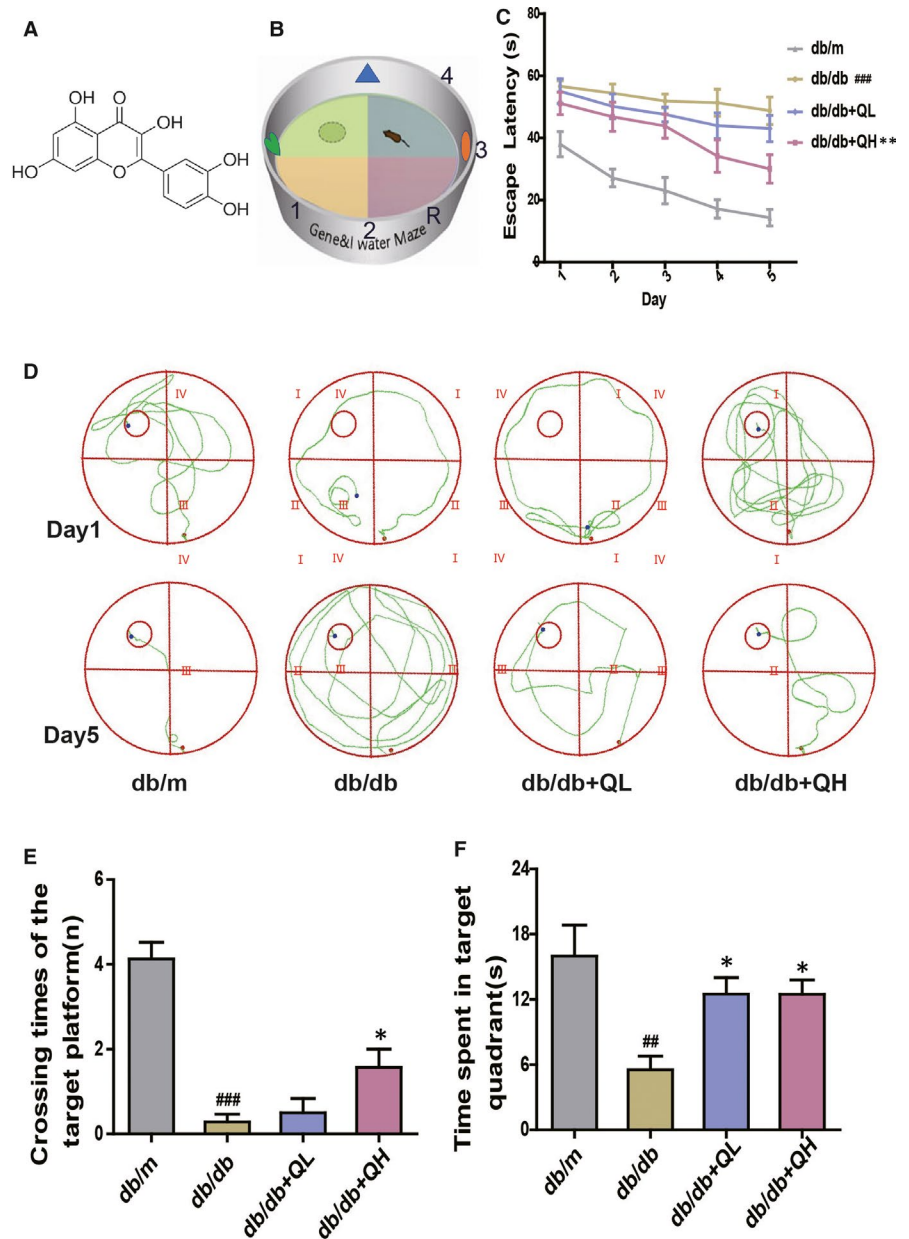 A
OH
O
OH
HO
O
OH
OH
B
4
3
1
2
R
Gene&I water Maze
C
Escape Latency (s)
80
60
40
20
0
1 2 3 4 5
Day
db/m
db/db ###
db/db+QL
db/db+QH**
D
IV I IV I IV I IV I
III II III II III II III II
Day1
IV I IV I IV I IV I
III II III II III II III II
Day5
db/m db/db db/db+QL db/db+QH
E
Crossing times of the
target platform(n)
6
4
2
0
###
*
db/m db/db db/db+QL db/db+QH
F
Time spent in target
quadrant(s)
24
18
12
6
0
##
*
*
db/m db/db db/db+QL db/db+QH